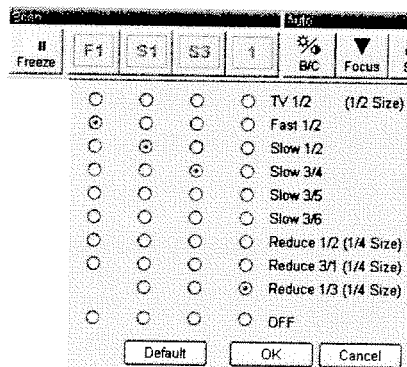 Scan Auto
Freeze F1 S1 S3 1 B/C Focus
TV 1/2 (1/2 Size)
Fast 1/2
Slow 1/2
Slow 3/4
Slow 3/5
Slow 3/6
Reduce 1/2 (1/4 Size)
Reduce 3/1 (1/4 Size)
Reduce 1/3 (1/4 Size)
OFF
Default OK Cancel